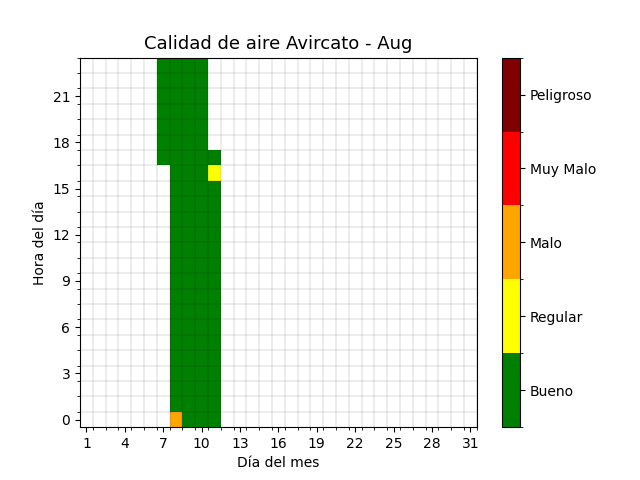 Calidad de aire Avircato - Aug
Hora del día
21
18
15
12
9
6
3
0
1 4 7 10 13 16 19 22 25 28 31
Día del mes
Peligroso
Muy Malo
Malo
Regular
Bueno